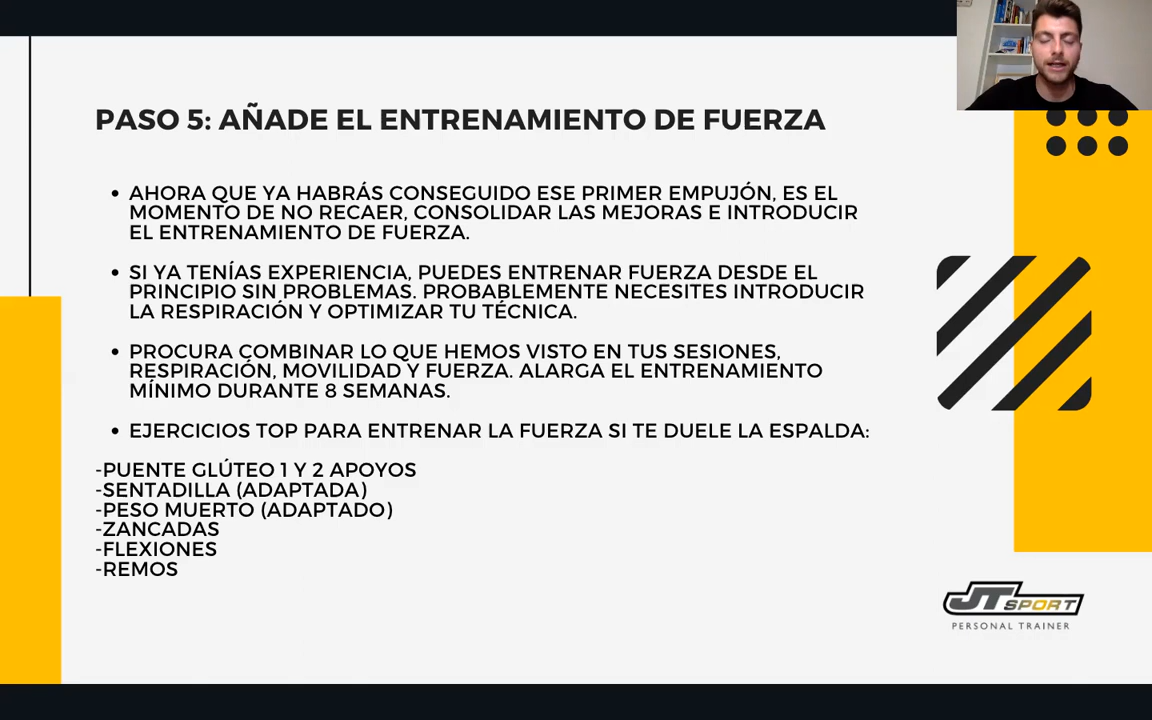 PASO 5: AÑADE EL ENTRENAMIENTO DE FUERZA
• AHORA QUE YA HABRÁS CONSEGUIDO ESE PRIMER EMPUJÓN, ES EL
MOMENTO DE NO RECAER, CONSOLIDAR LAS MEJORAS E INTRODUCIR
EL ENTRENAMIENTO DE FUERZA.
• SI YA TENÍAS EXPERIENCIA, PUEDES ENTRENAR FUERZA DESDE EL
PRINCIPIO SIN PROBLEMAS. PROBABLEMENTE NECESITES INTRODUCIR
LA RESPIRACIÓN Y OPTIMIZAR TU TÉCNICA.
• PROCURA COMBINAR LO QUE HEMOS VISTO EN TUS SESIONES,
RESPIRACIÓN, MOVILIDAD Y FUERZA. ALARGA EL ENTRENAMIENTO
MÍNIMO DURANTE 8 SEMANAS.
• EJERCICIOS TOP PARA ENTRENAR LA FUERZA SI TE DUELE LA ESPALDA:
-PUENTE GLÚTEO 1 Y 2 APOYOS
-SENTADILLA (ADAPTADA)
-PESO MUERTO (ADAPTADO)
-ZANCADAS
-FLEXIONES
-REMOS
JT SPORT
PERSONAL TRAINER